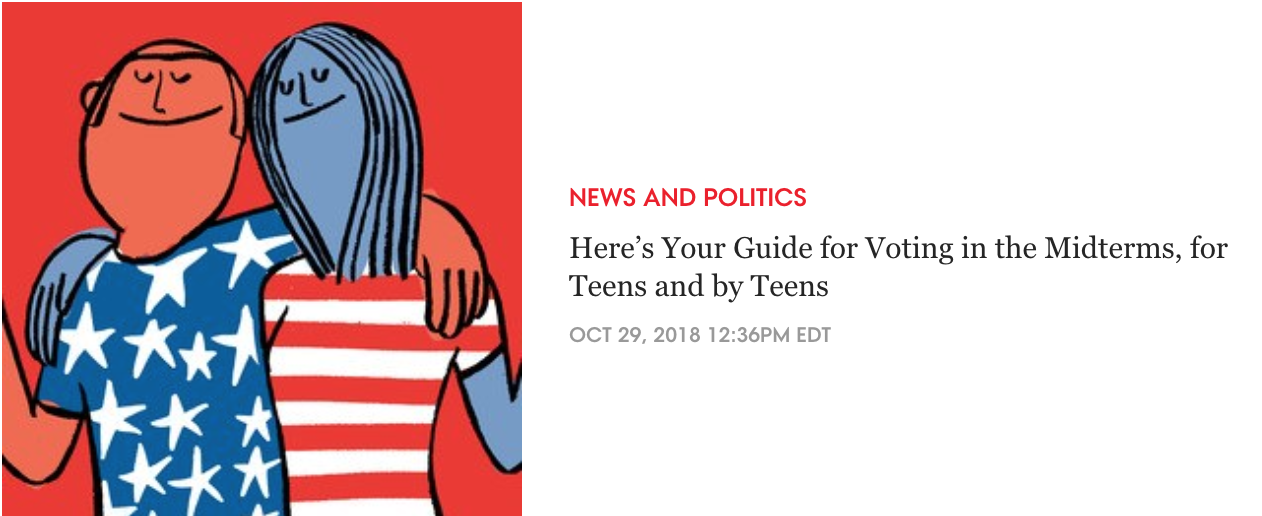 NEWS AND POLITICS
Here’s Your Guide for Voting in the Midterms, for
Teens and by Teens
OCT 29, 2018 12:36PM EDT